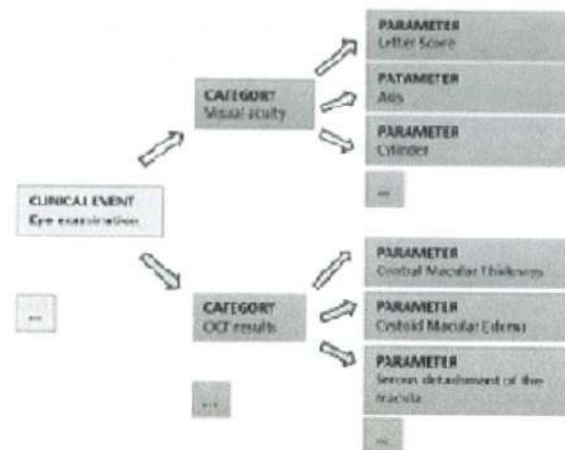 PARAMETER
Letter Score
CATEGORY
Visual acuity
PATAMETER
Axis
PARAMETER
Cylinder
...
CLINICAL EVENT
Eye examination
...
CATEGORY
OCT results
...
PARAMETER
Central Macular Thickness
PARAMETER
Cystoid Macular Edema
PARAMETER
Serous detachment of the
macula
...